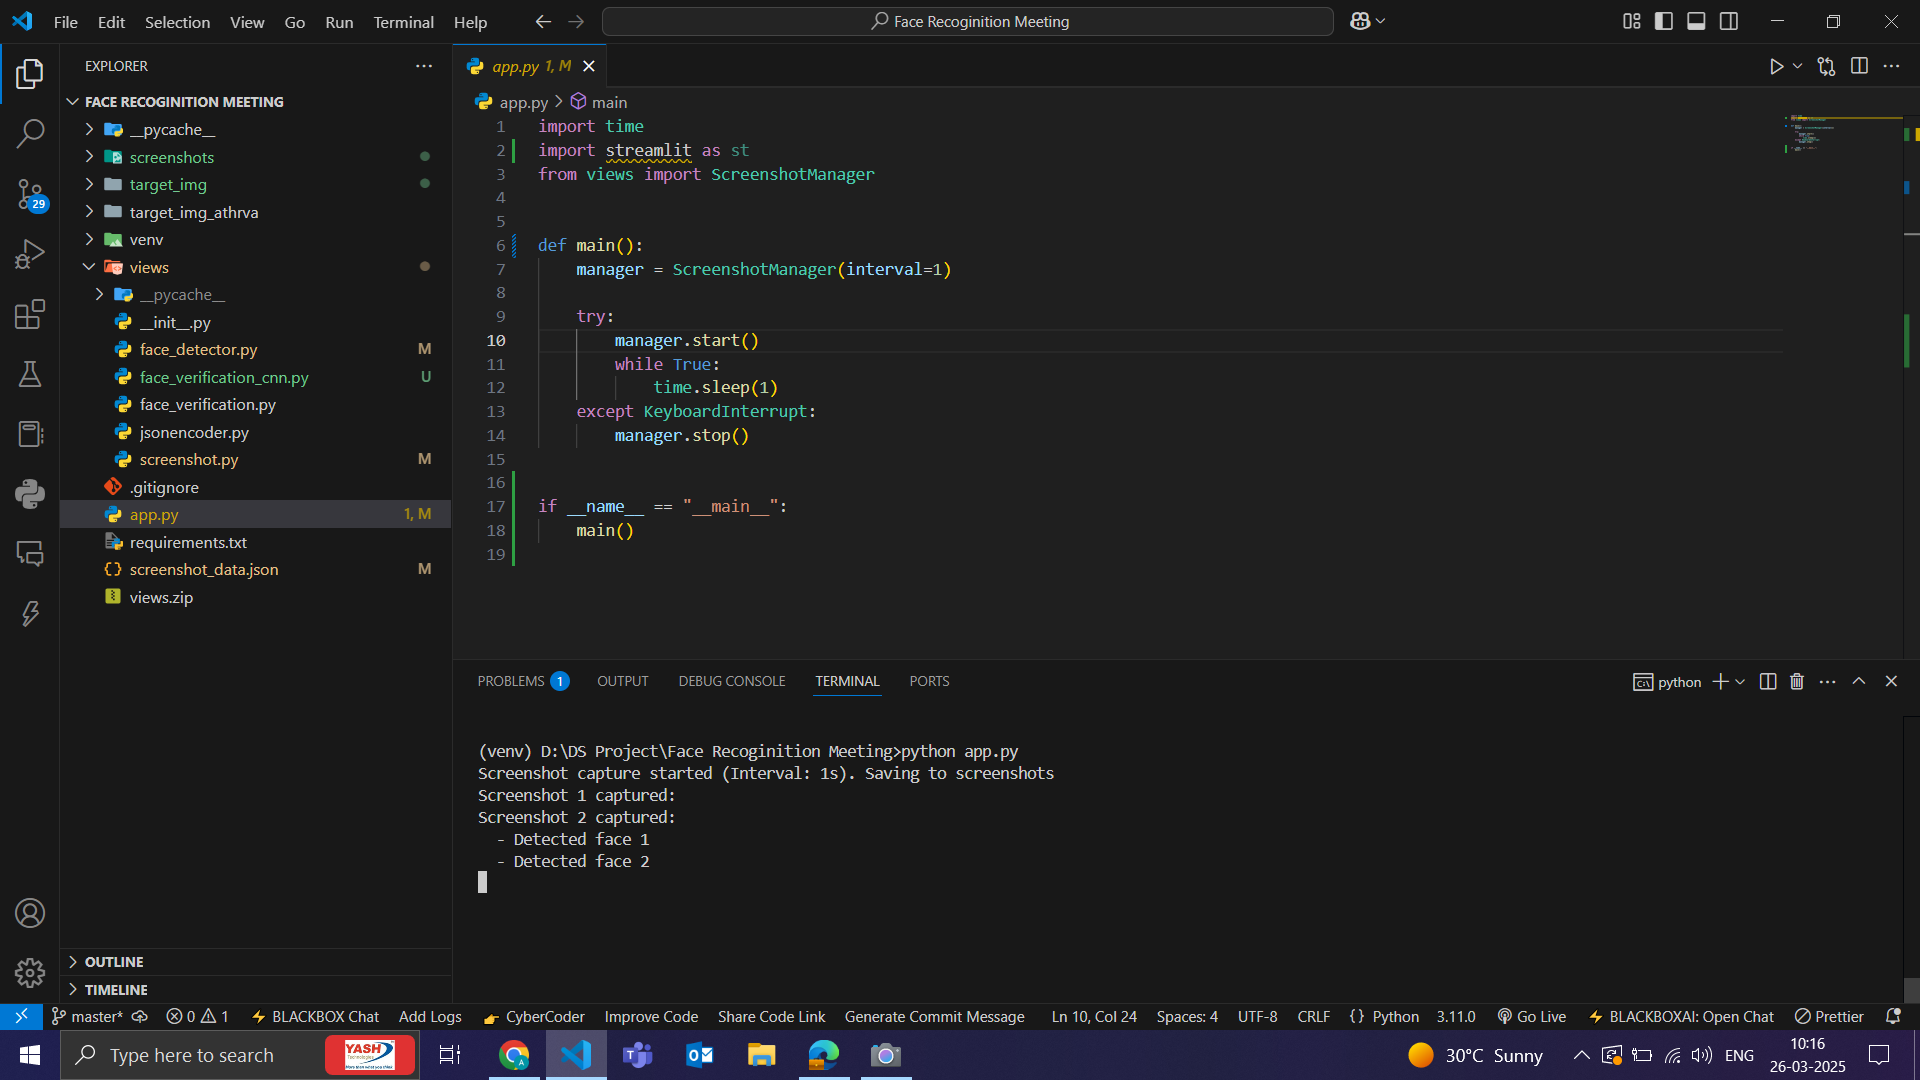 File Edit Selection View Go Run Terminal Help
Face Recoginition Meeting
EXPLORER
FACE RECOGINITION MEETING
__pycache__
screenshots
target_img
target_img_athrva
venv
views
__pycache__
__init__.py
face_detector.py M
face_verification_cnn.py U
face_verification.py
jsonencoder.py
screenshot.py M
.gitignore
app.py 1, M
requirements.txt
screenshot_data.json M
views.zip
OUTLINE
TIMELINE
29
app.py 1, M
app.py > main
1 import time
2 import streamlit as st
3 from views import ScreenshotManager
4
5
6 def main():
7 manager = ScreenshotManager(interval=1)
8
9 try:
10 manager.start()
11 while True:
12 time.sleep(1)
13 except KeyboardInterrupt:
14 manager.stop()
15
16
17 if __name__ == "__main__":
18 main()
19
PROBLEMS 1 OUTPUT DEBUG CONSOLE TERMINAL PORTS
python
(venv) D:\DS Project\Face Recoginition Meeting>python app.py
Screenshot capture started (Interval: 1s). Saving to screenshots
Screenshot 1 captured:
Screenshot 2 captured:
- Detected face 1
- Detected face 2
master* 0 1 BLACKBOX Chat Add Logs CyberCoder Improve Code Share Code Link Generate Commit Message Ln 10, Col 24 Spaces: 4 UTF-8 CRLF {} Python 3.11.0 Go Live BLACKBOXAI: Open Chat Prettier
Type here to search
YASH
30°C Sunny
ENG
10:16
26-03-2025